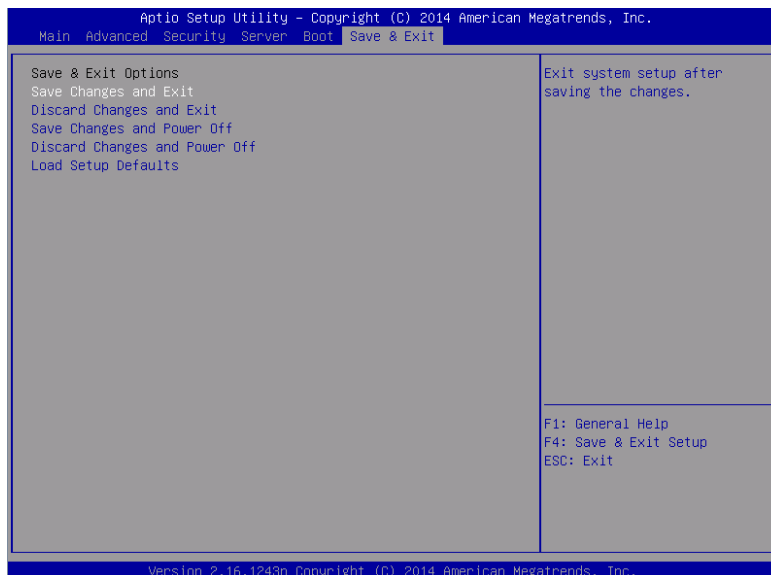 Aptio Setup Utility – Copyright (C) 2014 American Megatrends, Inc.
Main Advanced Security Server Boot Save & Exit
Save & Exit Options
Save Changes and Exit
Discard Changes and Exit
Save Changes and Power Off
Discard Changes and Power Off
Load Setup Defaults
Exit system setup after
saving the changes.
F1: General Help
F4: Save & Exit Setup
ESC: Exit
Version 2.16.1243n Copyright (C) 2014 American Megatrends, Inc.